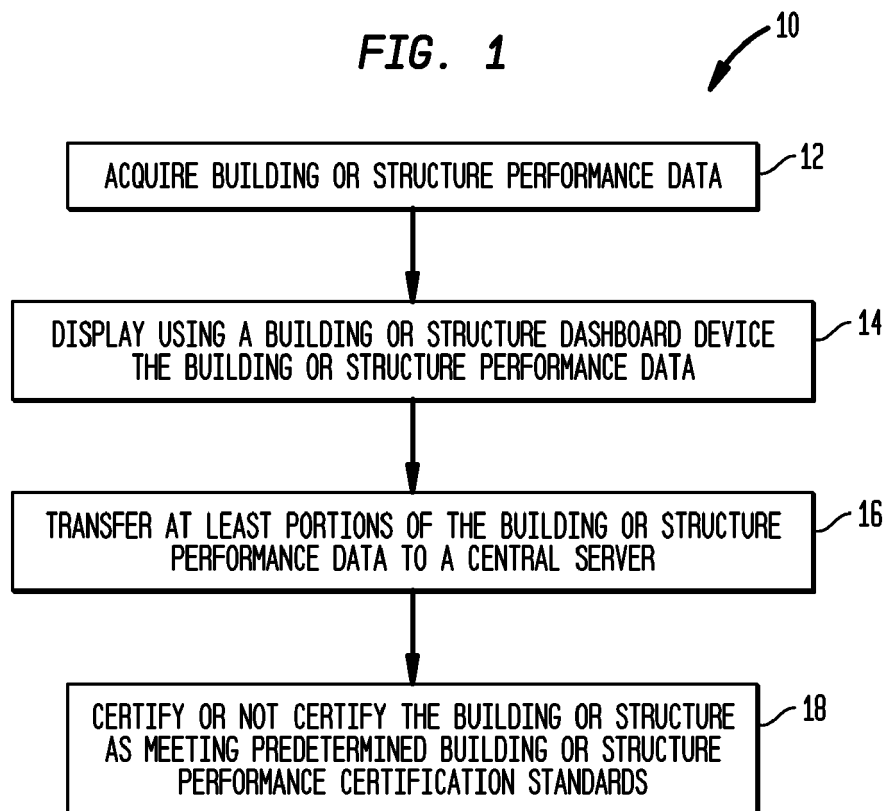 FIG. 1
10
ACQUIRE BUILDING OR STRUCTURE PERFORMANCE DATA
12
DISPLAY USING A BUILDING OR STRUCTURE DASHBOARD DEVICE
THE BUILDING OR STRUCTURE PERFORMANCE DATA
14
TRANSFER AT LEAST PORTIONS OF THE BUILDING OR STRUCTURE
PERFORMANCE DATA TO A CENTRAL SERVER
16
CERTIFY OR NOT CERTIFY THE BUILDING OR STRUCTURE
AS MEETING PREDETERMINED BUILDING OR STRUCTURE
PERFORMANCE CERTIFICATION STANDARDS
18